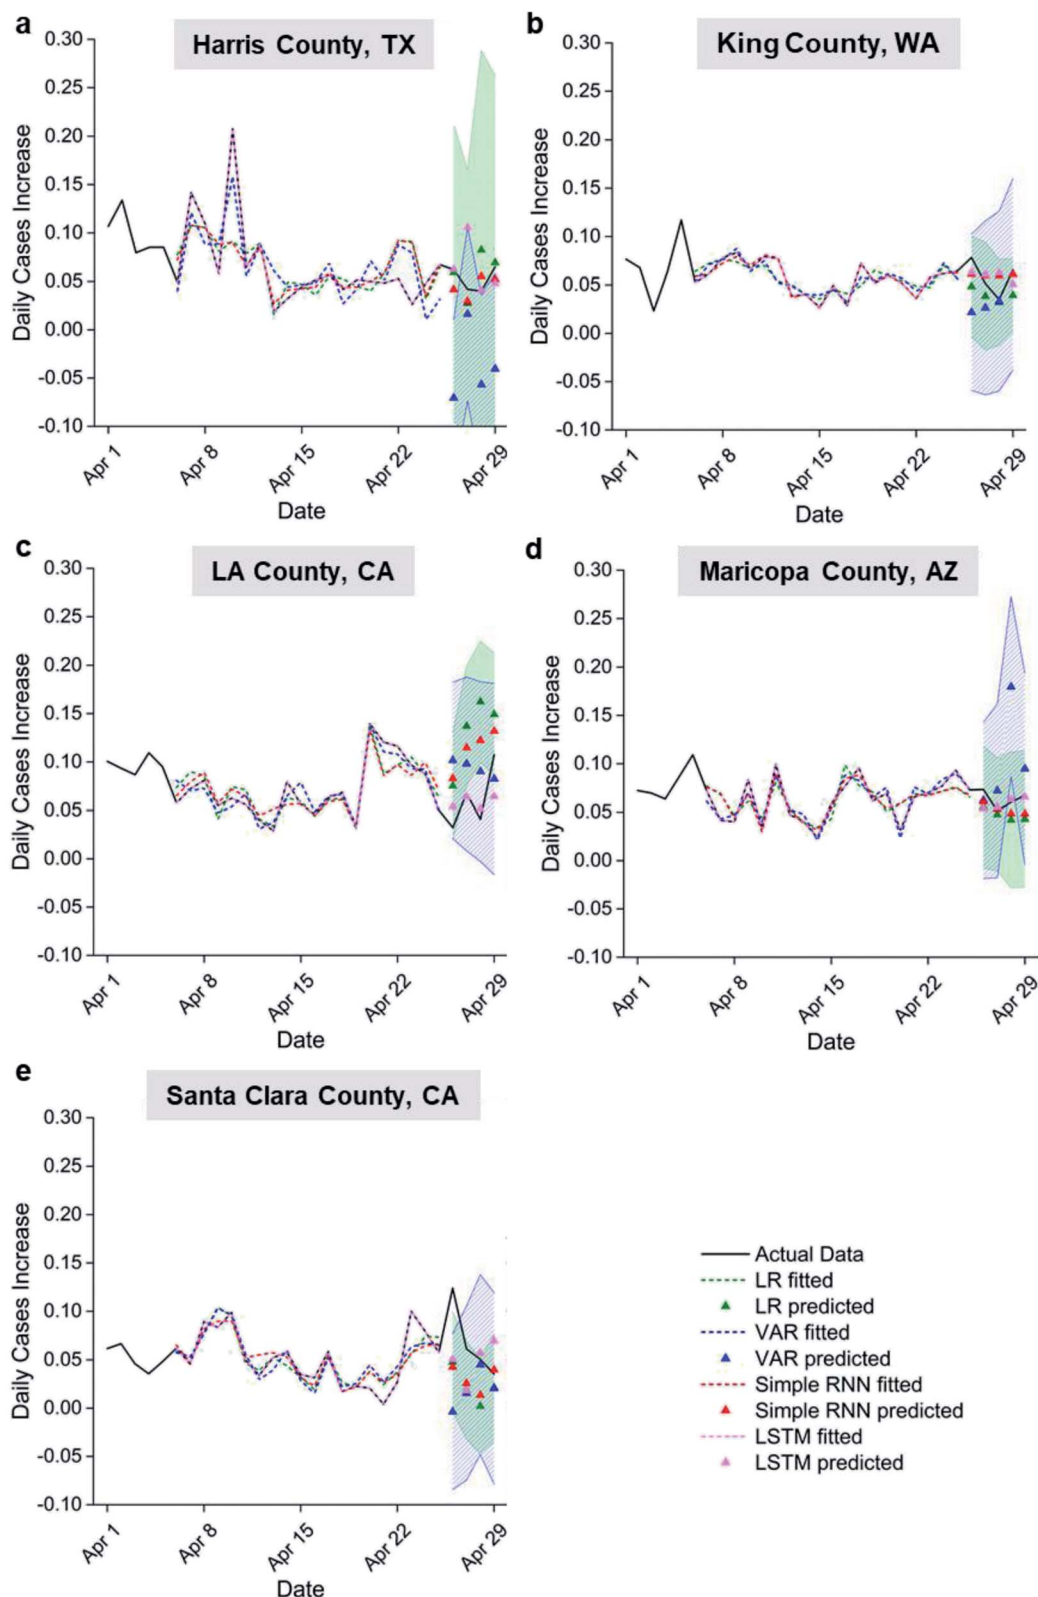 a
Harris County, TX
0.30
0.25
0.20
0.15
0.10
0.05
0.00
-0.05
-0.10
Daily Cases Increase
Apr 1
Apr 8
Apr 15
Apr 22
Apr 29
Date
b
King County, WA
0.30
0.25
0.20
0.15
0.10
0.05
0.00
-0.05
-0.10
Daily Cases Increase
Apr 1
Apr 8
Apr 15
Apr 22
Apr 29
Date
c
LA County, CA
0.30
0.25
0.20
0.15
0.10
0.05
0.00
-0.05
-0.10
Daily Cases Increase
Apr 1
Apr 8
Apr 15
Apr 22
Apr 29
Date
d
Maricopa County, AZ
0.30
0.25
0.20
0.15
0.10
0.05
0.00
-0.05
-0.10
Daily Cases Increase
Apr 1
Apr 8
Apr 15
Apr 22
Apr 29
Date
e
Santa Clara County, CA
0.30
0.25
0.20
0.15
0.10
0.05
0.00
-0.05
-0.10
Daily Cases Increase
Apr 1
Apr 8
Apr 15
Apr 22
Apr 29
Date
Actual Data
LR fitted
LR predicted
VAR fitted
VAR predicted
Simple RNN fitted
Simple RNN predicted
LSTM fitted
LSTM predicted